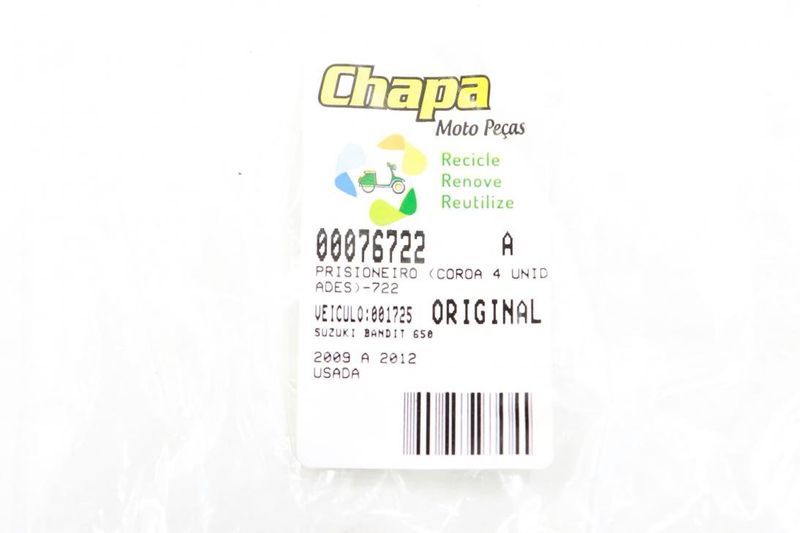 Chapa
Moto Peças
Recicle
Renove
Reutilize
00076722 A
PRISIONEIRO (COROA 4 UNID
ADES)-722
VEICULO:001725 ORIGINAL
SUZUKI BANDIT 650
2009 A 2012
USADA